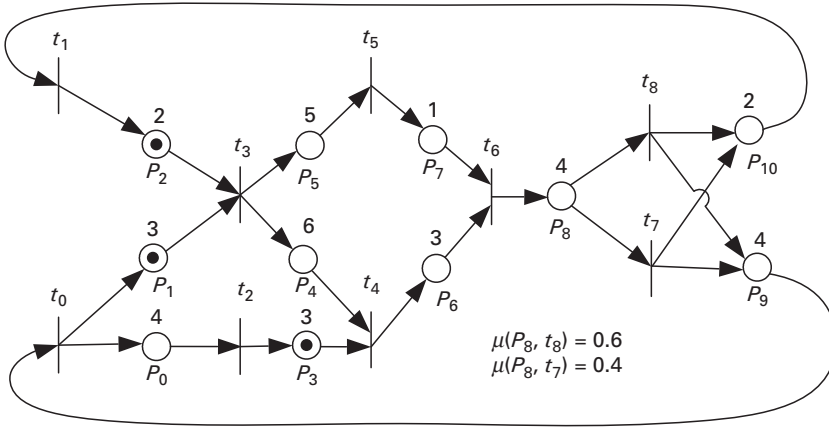 t1
t5
2
P2
t3
5
P5
1
P7
t6
4
P8
t8
2
P10
3
P1
6
P4
t4
3
P6
t7
4
P9
t0
4
P0
t2
3
P3
μ(P8, t8) = 0.6
μ(P8, t7) = 0.4